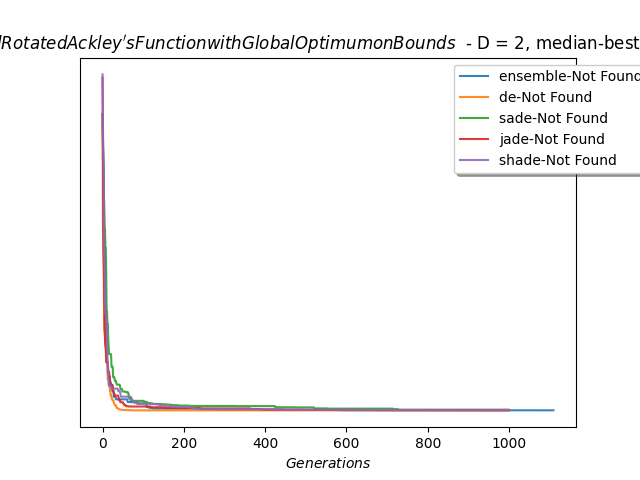 RotatedAckley'sFunctionwithGlobalOptimumonBounds - D = 2, median-best
ensemble-Not Found
de-Not Found
sade-Not Found
jade-Not Found
shade-Not Found
0 200 400 600 800 1000
Generations